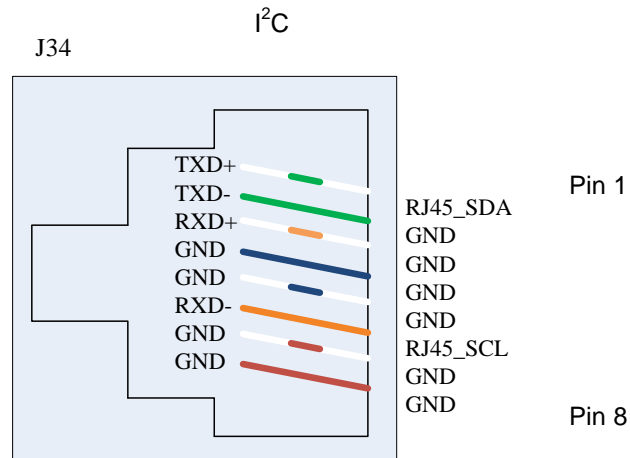 I²C
J34
TXD+
TXD-
RXD+
GND
GND
RXD-
GND
GND
RJ45_SDA
GND
GND
GND
GND
RJ45_SCL
GND
GND
Pin 1
Pin 8